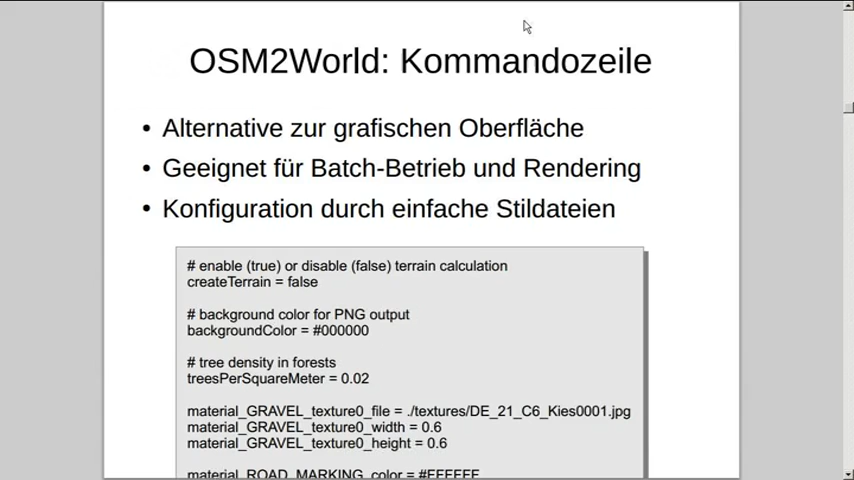 OSM2World: Kommandozeile
• Alternative zur grafischen Oberfläche
• Geeignet für Batch-Betrieb und Rendering
• Konfiguration durch einfache Stildateien
# enable (true) or disable (false) terrain calculation
createTerrain = false
# background color for PNG output
backgroundColor = #000000
# tree density in forests
treesPerSquareMeter = 0.02
material_GRAVEL_texture0_file = ./textures/DE_21_C6_Kies0001.jpg
material_GRAVEL_texture0_width = 0.6
material_GRAVEL_texture0_height = 0.6
material_ROAD_MARKING_color = #FFFFFF